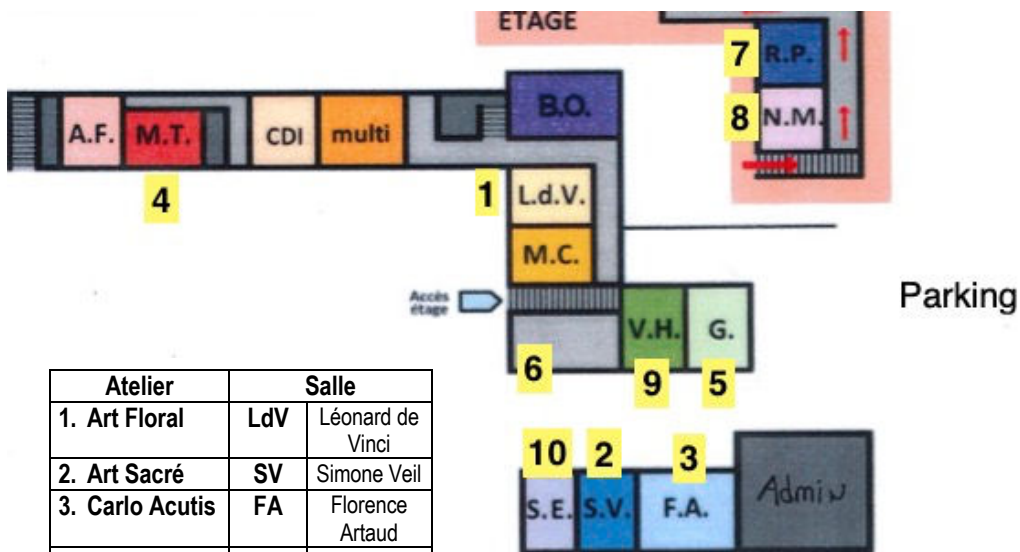 ETAGE
7
R.P.
8
N.M.
B.O.
A.F.
M.T.
CDI
multi
4
1
L.d.V.
M.C.
Accès
étage
Parking
V.H.
G.
6
9
5
Atelier Salle
1. Art Floral LdV Léonard de
Vinci
2. Art Sacré SV Simone Veil
3. Carlo Acutis FA Florence
Artaud
10
2
3
S.E.
S.V.
F.A.
Admin